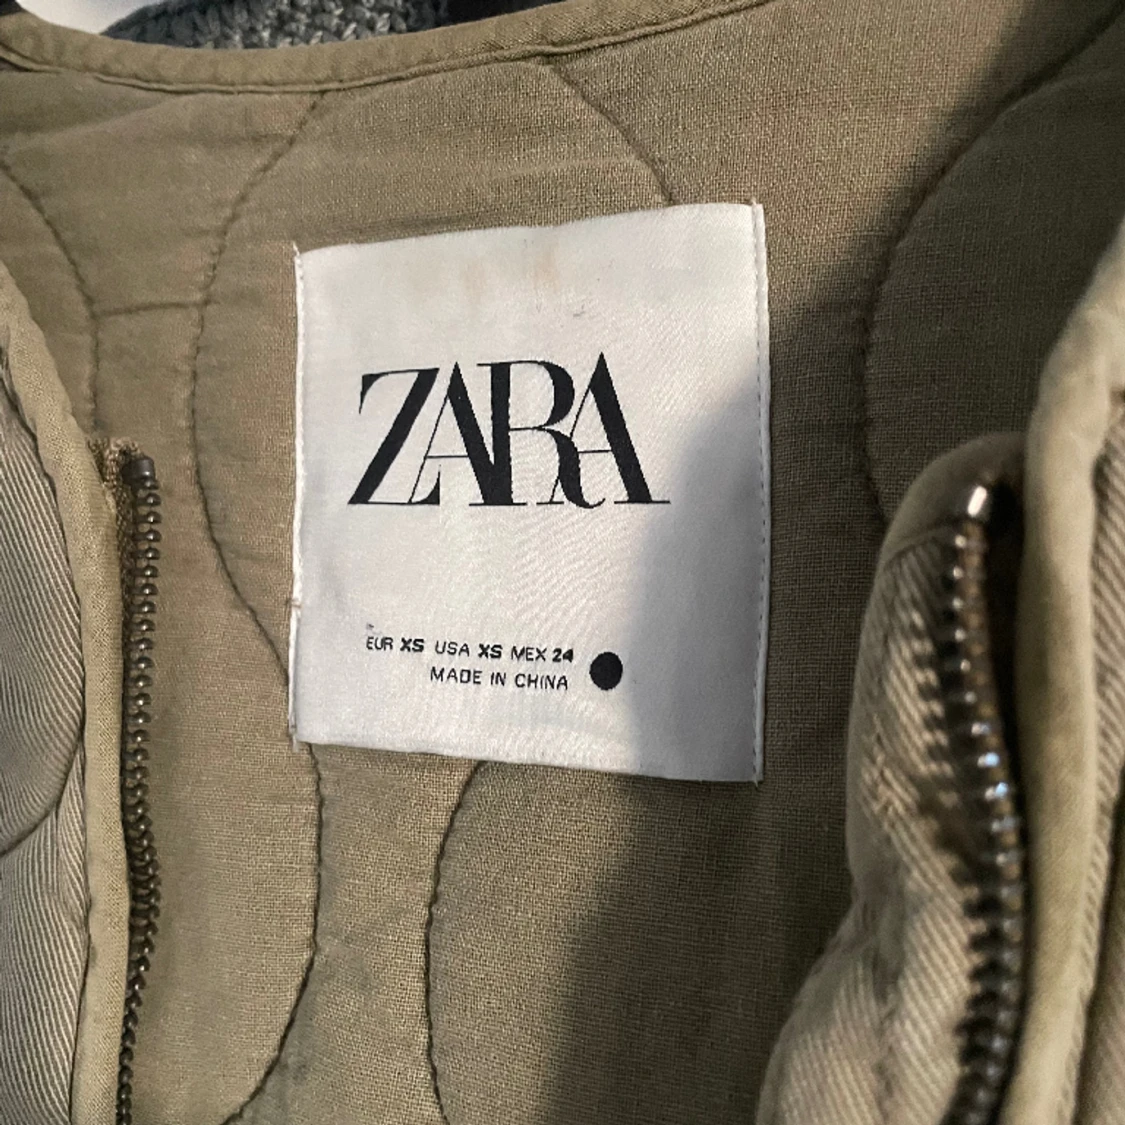 ZARA
EUR XS USA XS MEX 24
MADE IN CHINA